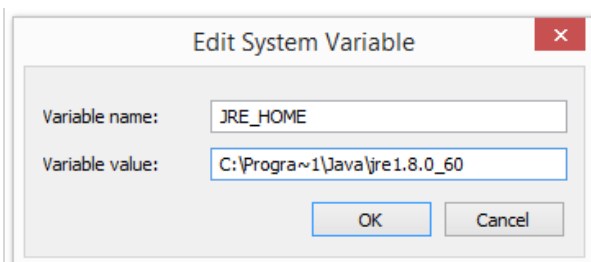 Edit System Variable
Variable name: JRE_HOME
Variable value: C:\Progra~1\Java\jre1.8.0_60
OK Cancel